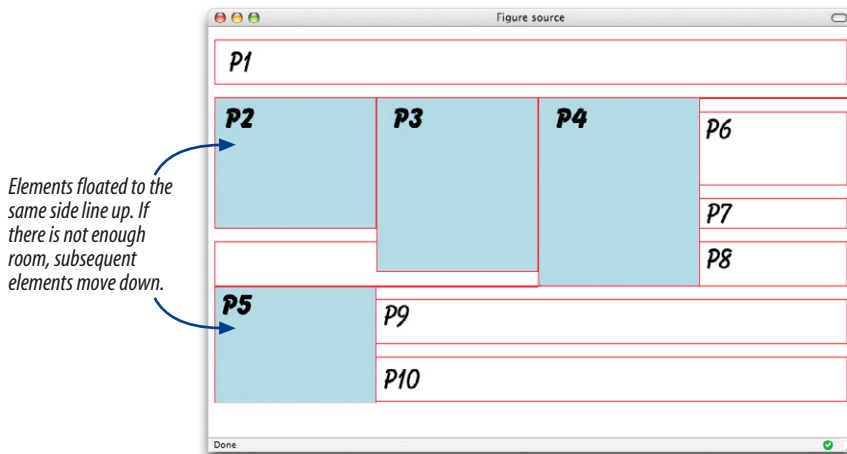 Figure source
P1
P2
P3
P4
P6
P7
P8
P5
P9
P10
Done
Elements floated to the
same side line up. If
there is not enough
room, subsequent
elements move down.